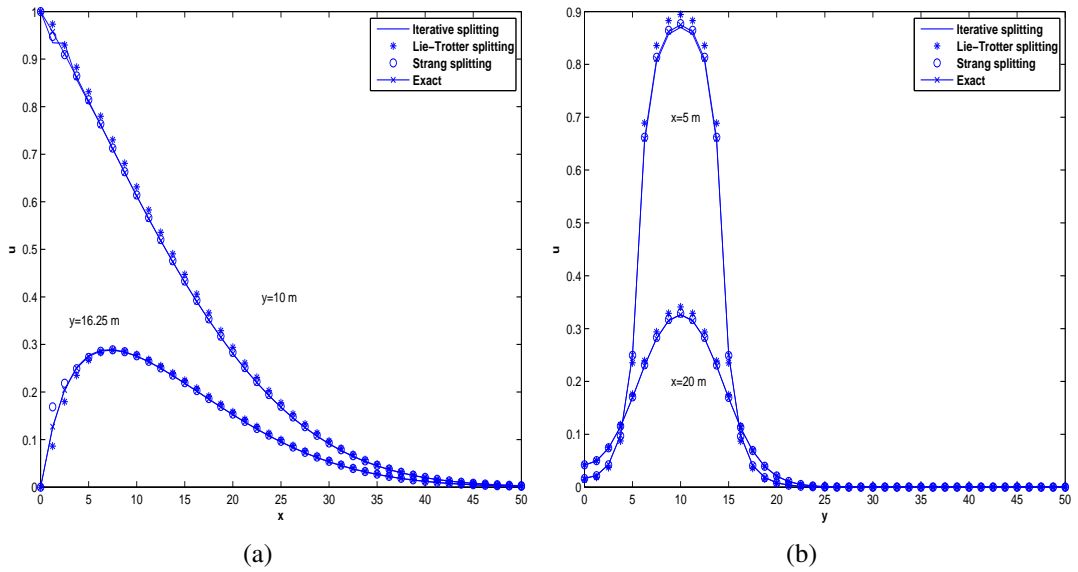 1
0.9
0.8
0.7
0.6
0.5
0.4
0.3
0.2
0.1
0
u
Iterative splitting
Lie−Trotter splitting
Strang splitting
Exact
y=10 m
y=16.25 m
0 5 10 15 20 25 30 35 40 45 50
x
(a)
0.9
0.8
0.7
0.6
0.5
0.4
0.3
0.2
0.1
0
u
Iterative splitting
Lie−Trotter splitting
Strang splitting
Exact
x=5 m
x=20 m
0 5 10 15 20 25 30 35 40 45 50
y
(b)